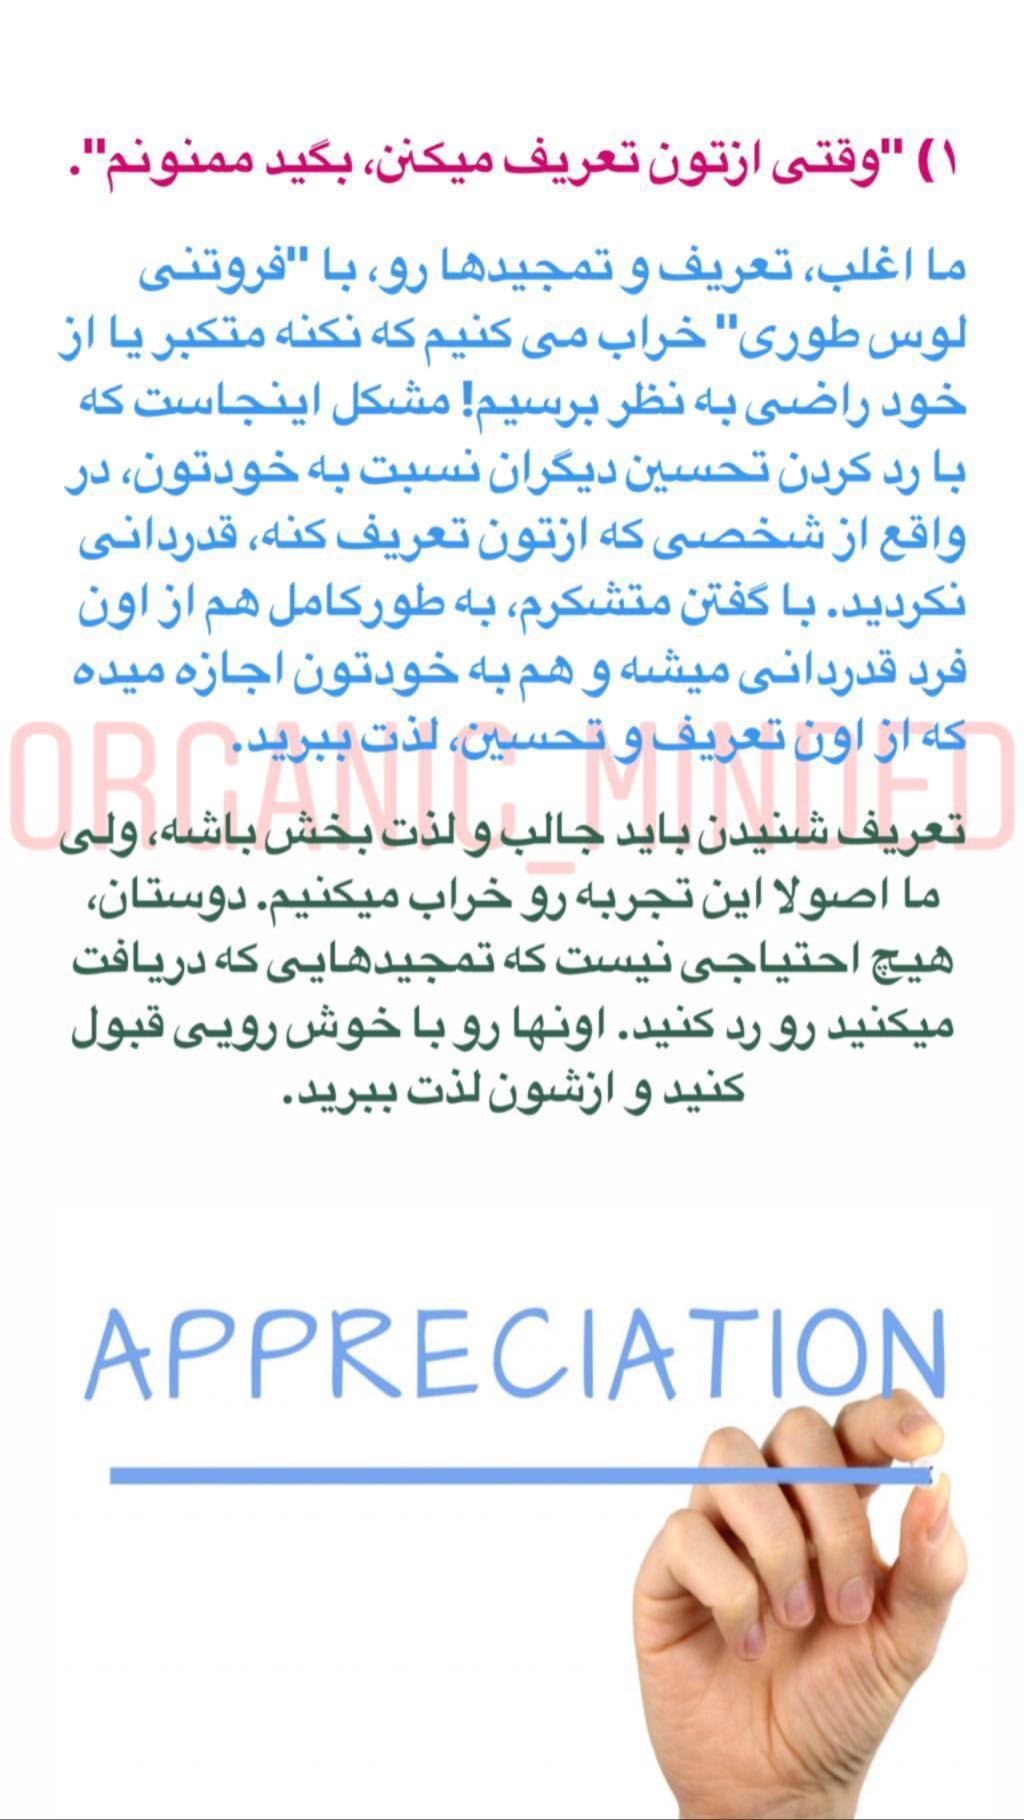 ۱) "وقتی ازتون تعریف میکنن، بگید ممنونم".
ما اغلب، تعریف و تمجیدها رو، با "فروتنی
لوس طوری" خراب می کنیم که نکنه متکبر یا از
خود راضی به نظر برسیم! مشکل اینجاست که
با رد کردن تحسین دیگران نسبت به خودتون، در
واقع از شخصی که ازتون تعریف کنه، قدردانی
نکردید. با گفتن متشکرم، به طورکامل هم از اون
فرد قدردانی میشه و هم به خودتون اجازه میده
که از اون تعریف و تحسین، لذت ببرید.
ORGANIC_MINDED
تعریف شنیدن باید جالب و لذت بخش باشه، ولی
ما اصولا این تجربه رو خراب میکنیم. دوستان،
هیچ احتیاجی نیست که تمجیدهایی که دریافت
میکنید رو رد کنید. اونها رو با خوش رویی قبول
کنید و ازشون لذت ببرید.
APPRECIATION